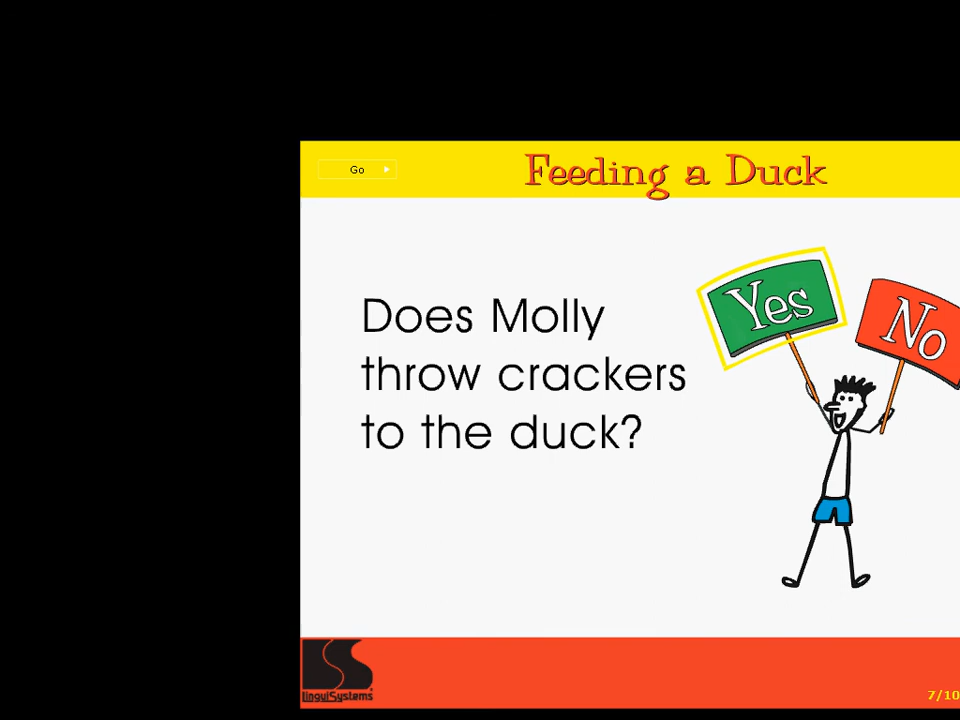 Go
Feeding a Duck
Does Molly
throw crackers
to the duck?
Yes
No
LinguiSystems
7/10